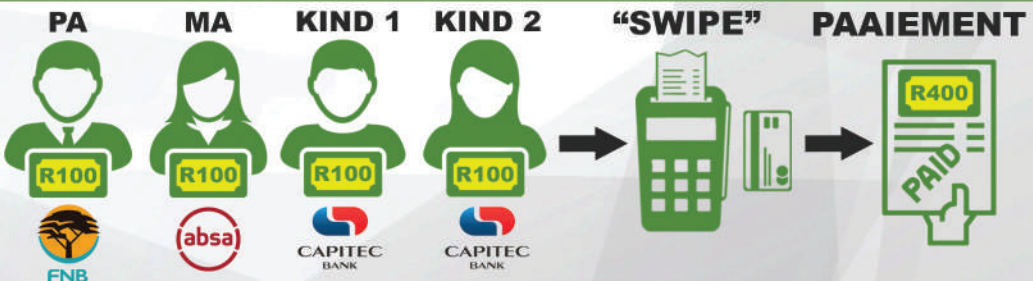 PA MA KIND 1 KIND 2 “SWIPE” PAAIEMENT
R100 R100 R100 R100 R400
PAID
FNB absa CAPITEC BANK CAPITEC BANK